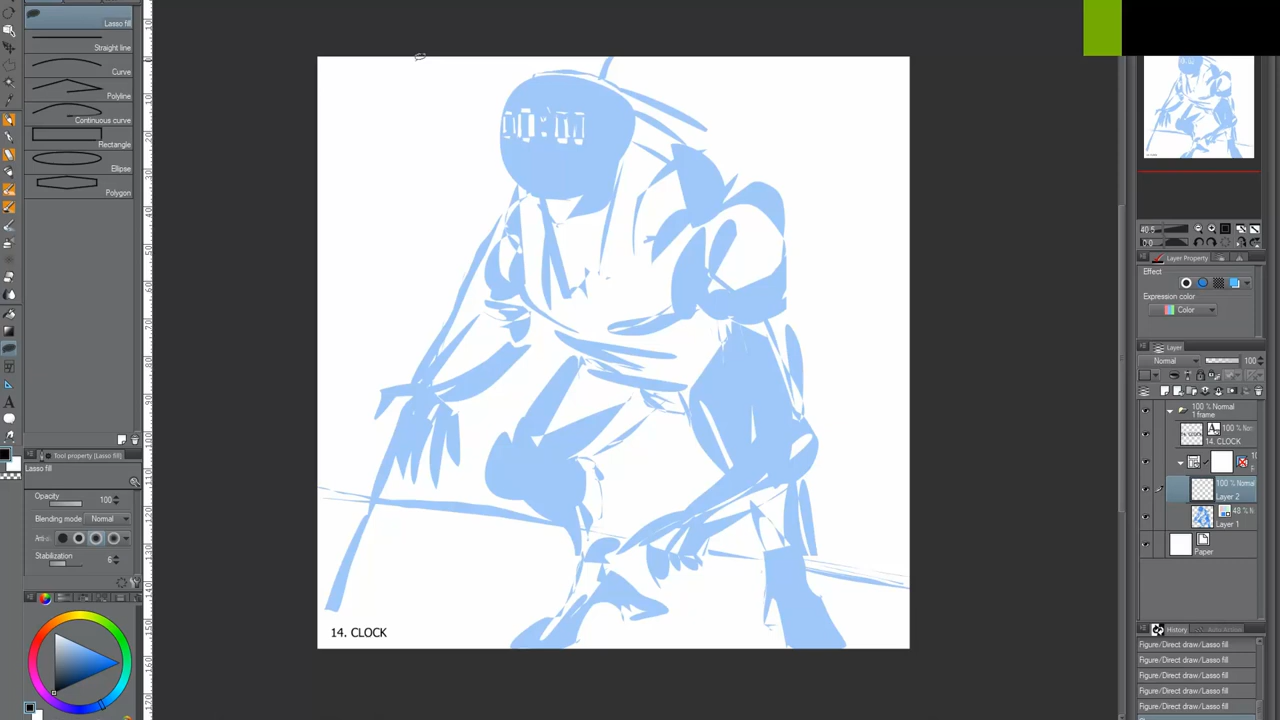 Lasso fill
Straight line
Curve
Polyline
Continuous curve
Rectangle
Ellipse
Polygon
Tool property (Lasso fill)
Lasso fill
Opacity 100
Blending mode Normal
Stabilization 6
14. CLOCK
Layer Property
Effect
Expression color
Color
Layer
Normal 100
100 % Normal
1 frame
14. CLOCK
100 % Normal
Layer 2
Layer 1
Paper
History Auto Action
Figure/Direct draw/Lasso fill
Figure/Direct draw/Lasso fill
Figure/Direct draw/Lasso fill
Figure/Direct draw/Lasso fill
Figure/Direct draw/Lasso fill